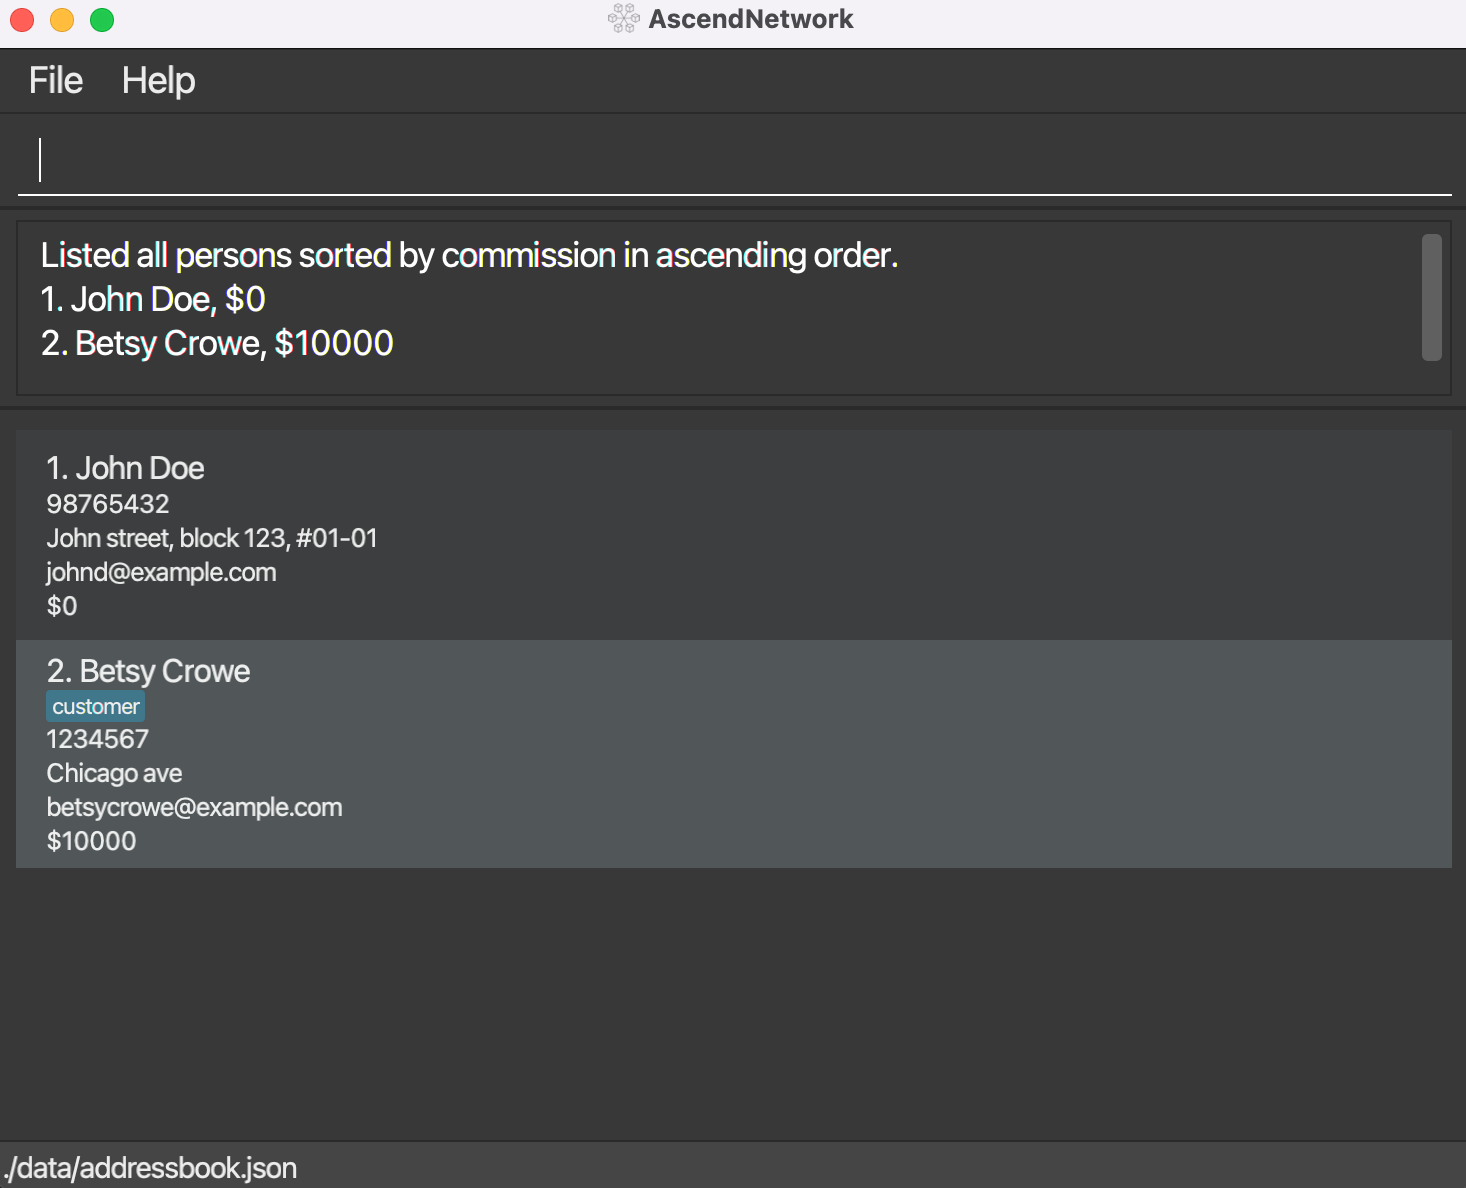 AscendNetwork
File Help
Listed all persons sorted by commission in ascending order.
1. John Doe, $0
2. Betsy Crowe, $10000
1. John Doe
98765432
John street, block 123, #01-01
johnd@example.com
$0
2. Betsy Crowe
customer
1234567
Chicago ave
betsycrowe@example.com
$10000
./data/addressbook.json